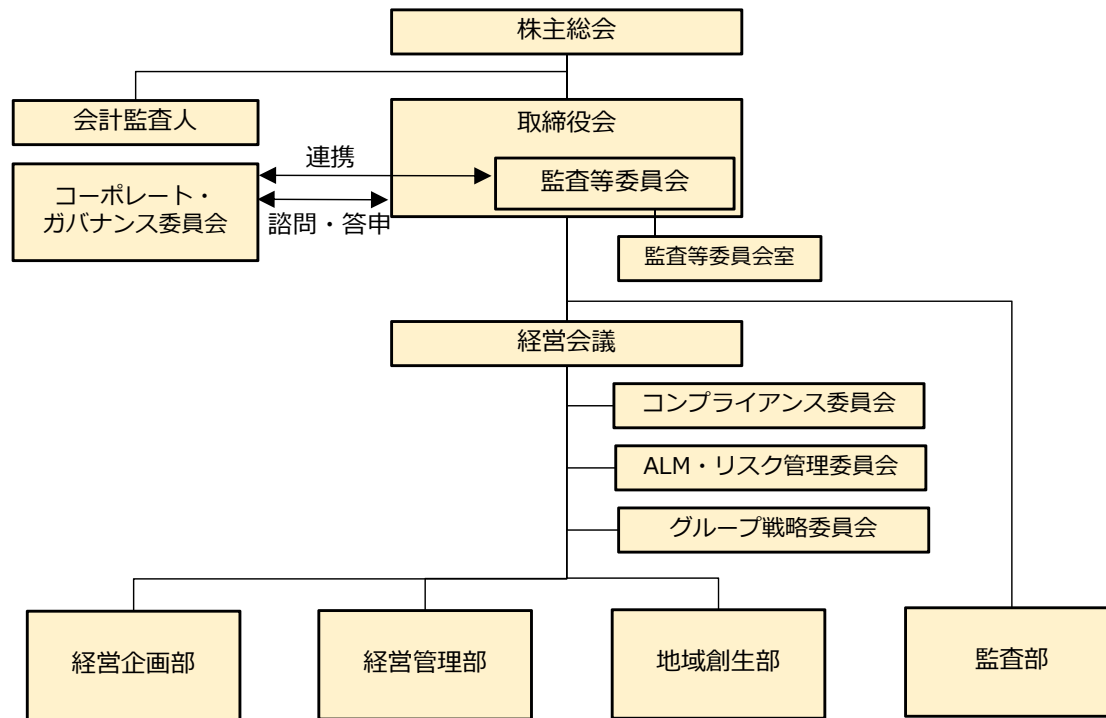 株主総会
会計監査人
取締役会
連携
監査等委員会
コーポレート・
ガバナンス委員会
諮問・答申
監査等委員会室
経営会議
コンプライアンス委員会
ALM・リスク管理委員会
グループ戦略委員会
経営企画部
経営管理部
地域創生部
監査部